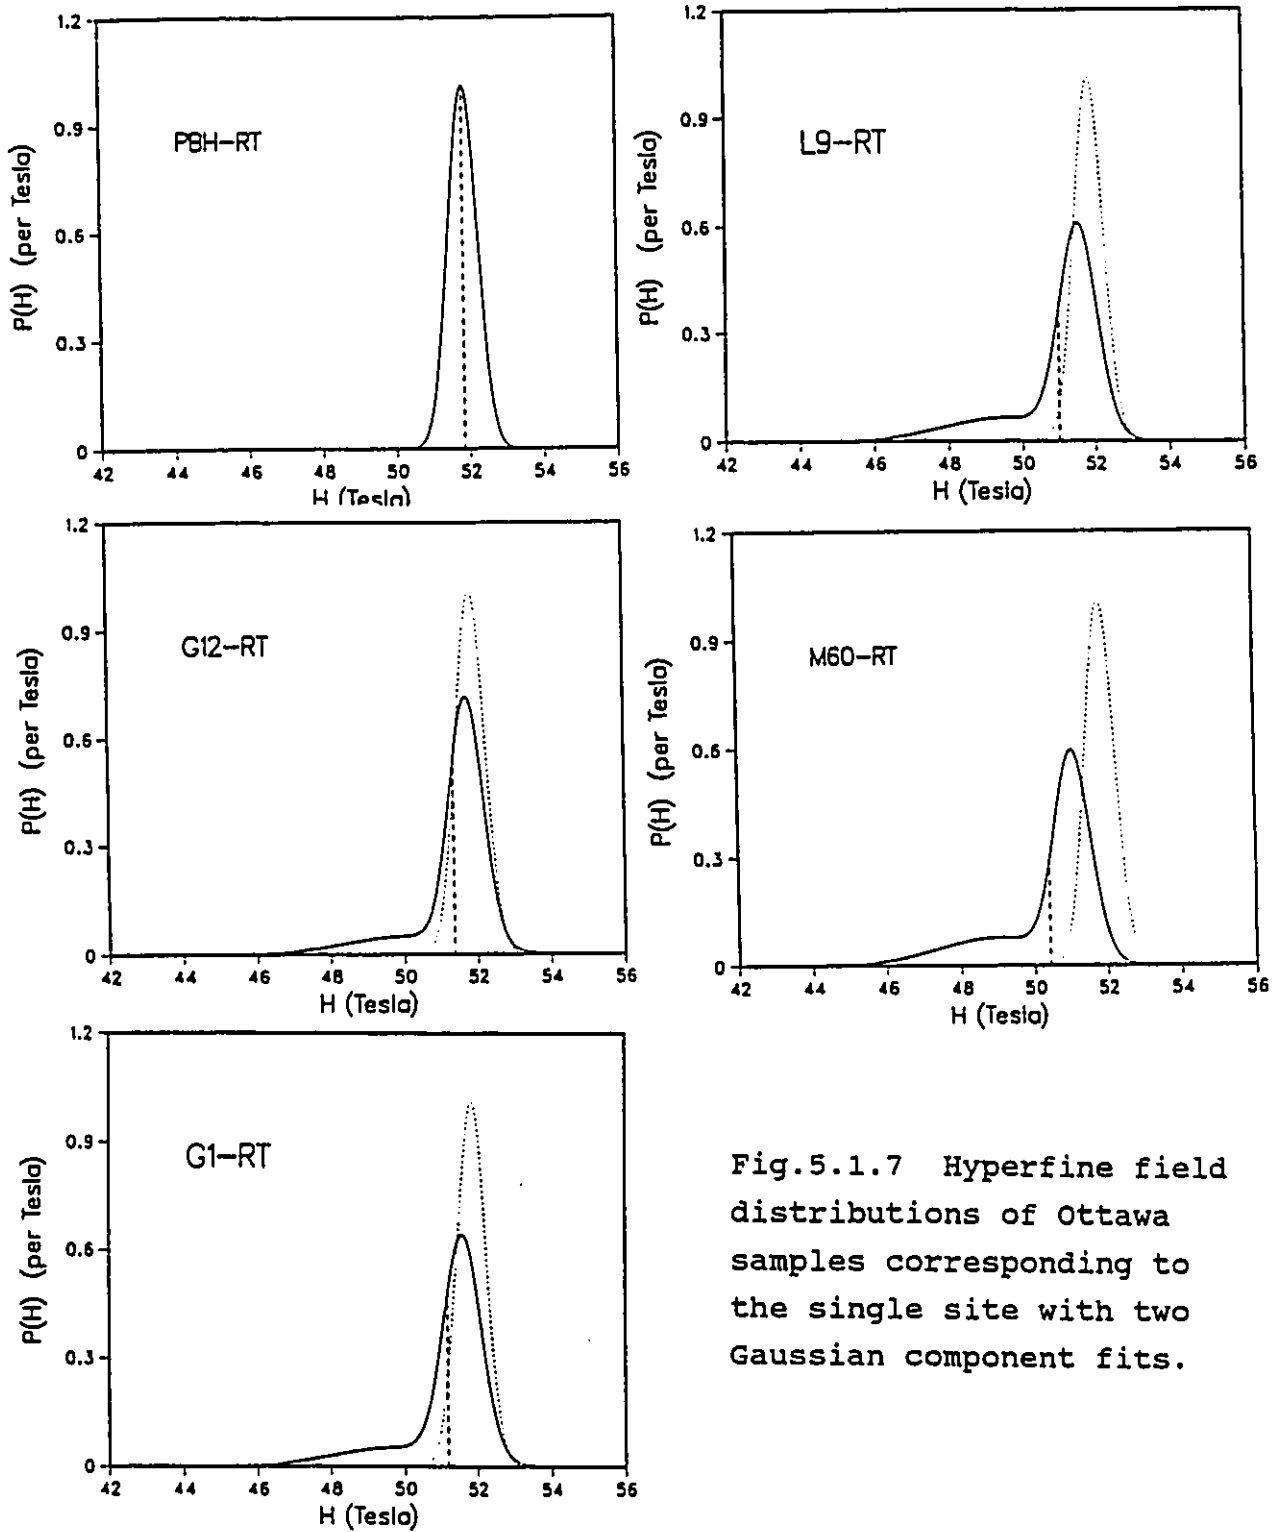 1.2
0.9
0.6
0.3
0
P(H) (per Tesla)
P8H-RT
42 44 46 48 50 52 54 56
H (Tesla)
1.2
0.9
0.6
0.3
0
P(H) (per Tesla)
L9-RT
42 44 46 48 50 52 54 56
H (Tesla)
1.2
0.9
0.6
0.3
0
P(H) (per Tesla)
G12-RT
42 44 46 48 50 52 54 56
H (Tesla)
1.2
0.9
0.6
0.3
0
P(H) (per Tesla)
M60-RT
42 44 46 48 50 52 54 56
H (Tesla)
1.2
0.9
0.6
0.3
0
P(H) (per Tesla)
G1-RT
42 44 46 48 50 52 54 56
H (Tesla)
Fig.5.1.7 Hyperfine field
distributions of Ottawa
samples corresponding to
the single site with two
Gaussian component fits.